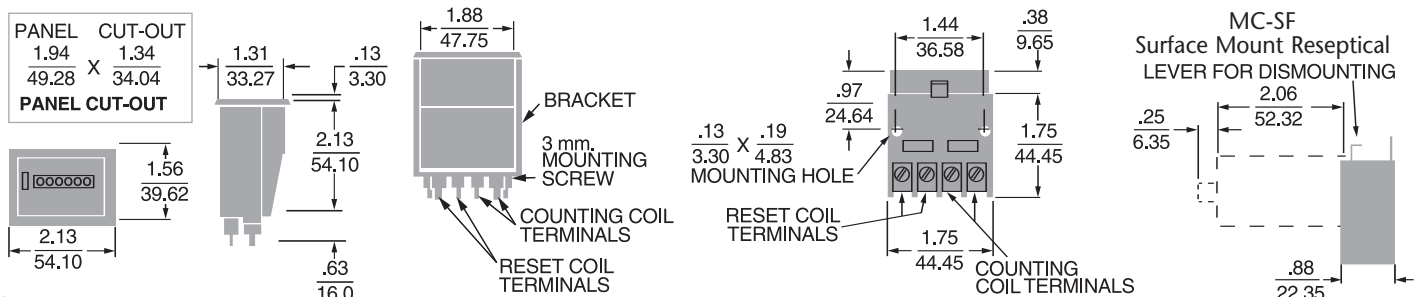 PANEL CUT-OUT
1.94 X 1.34
49.28 34.04
PANEL CUT-OUT
1.56
39.62
2.13
54.10
1.31
33.27
.13
3.30
2.13
54.10
.63
16.0
1.88
47.75
BRACKET
3 mm.
MOUNTING
SCREW
COUNTING COIL
TERMINALS
RESET COIL
TERMINALS
1.44
36.58
.38
9.65
.97
24.64
.13 X .19
3.30 4.83
MOUNTING HOLE
1.75
44.45
RESET COIL
TERMINALS
1.75
44.45
COUNTING
COIL TERMINALS
MC-SF
Surface Mount Reseptical
LEVER FOR DISMOUNTING
2.06
52.32
.25
6.35
.88
22.35